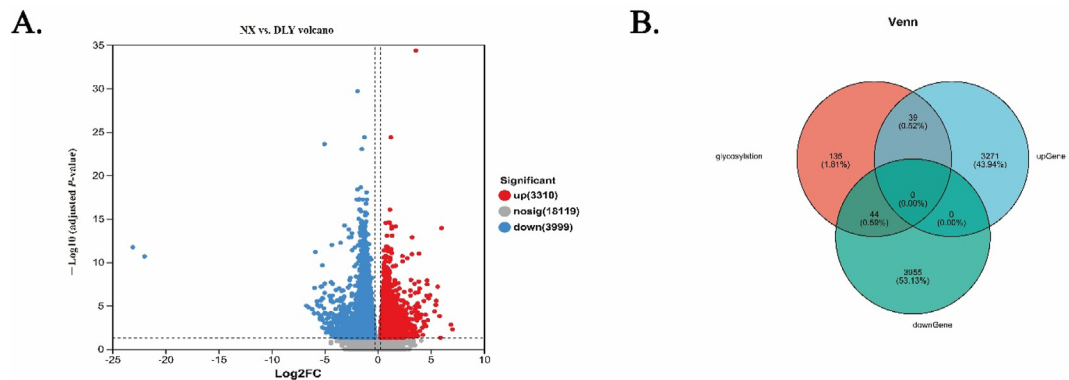 A.
NX vs. DLY volcano
35
30
25
20
15
10
5
0
-25
-20
-15
-10
-5
0
5
10
—Log10 (adjusted P-value)
Log2FC
Significant
up(3310)
nosig(18119)
down(3999)
B.
Venn
glycosylation
upGene
downGene
39
(0.52%)
135
(1.81%)
3271
(43.94%)
0
(0.00%)
44
(0.59%)
0
(0.00%)
3955
(53.13%)